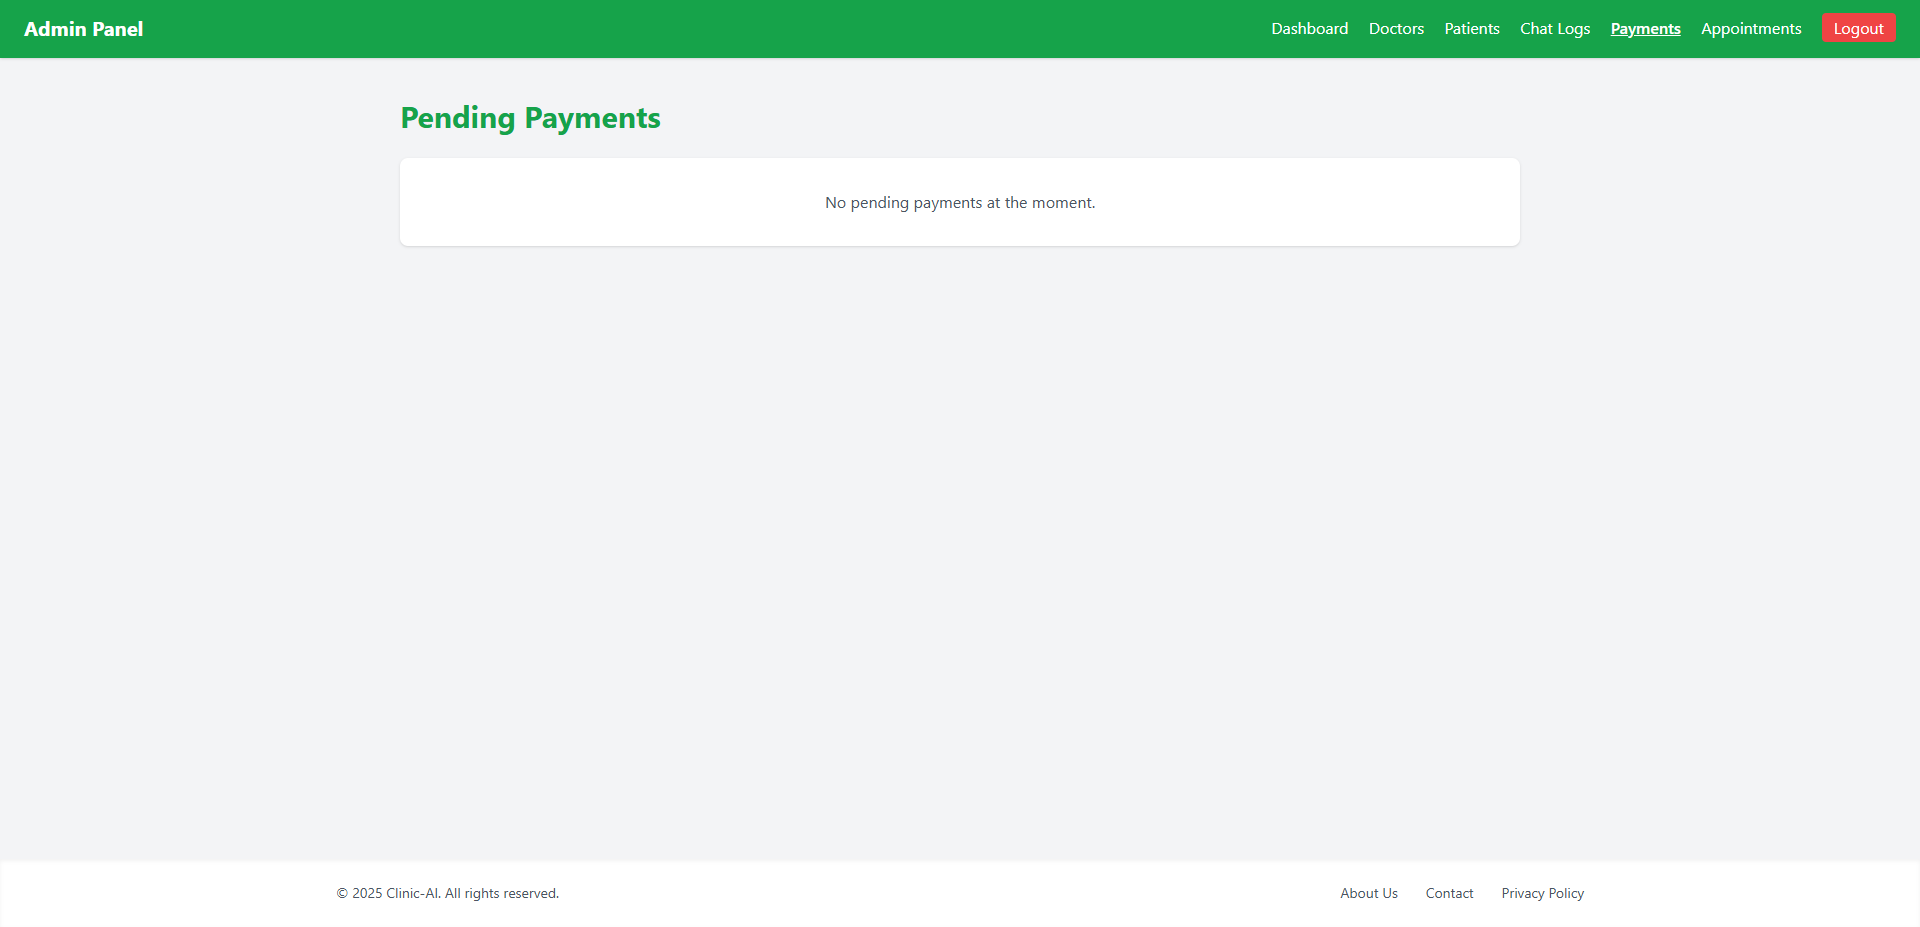 Admin Panel
Dashboard Doctors Patients Chat Logs Payments Appointments Logout
Pending Payments
No pending payments at the moment.
© 2025 Clinic-AI. All rights reserved.
About Us Contact Privacy Policy